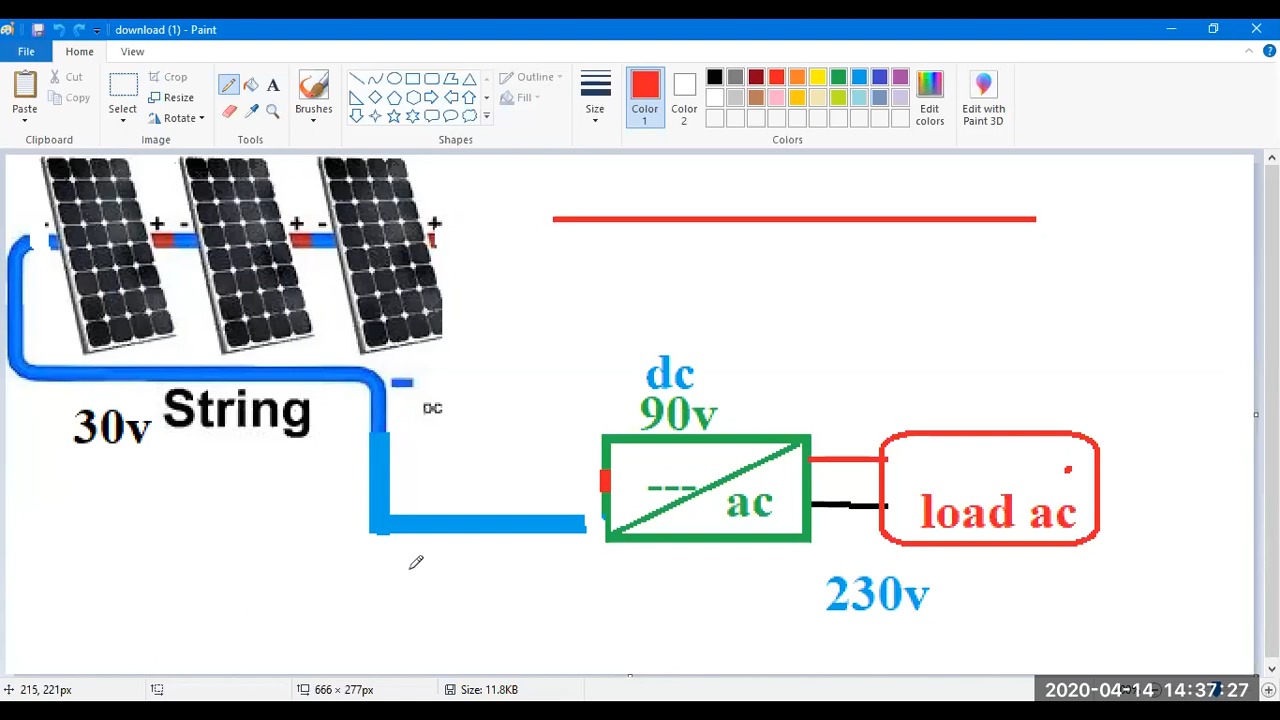 download (1) - Paint
File
Home
View
Paste
Cut
Copy
Clipboard
Select
Crop
Resize
Rotate
Image
A
Tools
Brushes
Shapes
Outline
Fill
Size
Color 1
Color 2
Edit colors
Colors
Edit with Paint 3D
- + - + - +
30v
String
DC
dc
90v
---
ac
load ac
230v
215, 221px
666 × 277px
Size: 11.8KB
2020-04-14 14:37:27